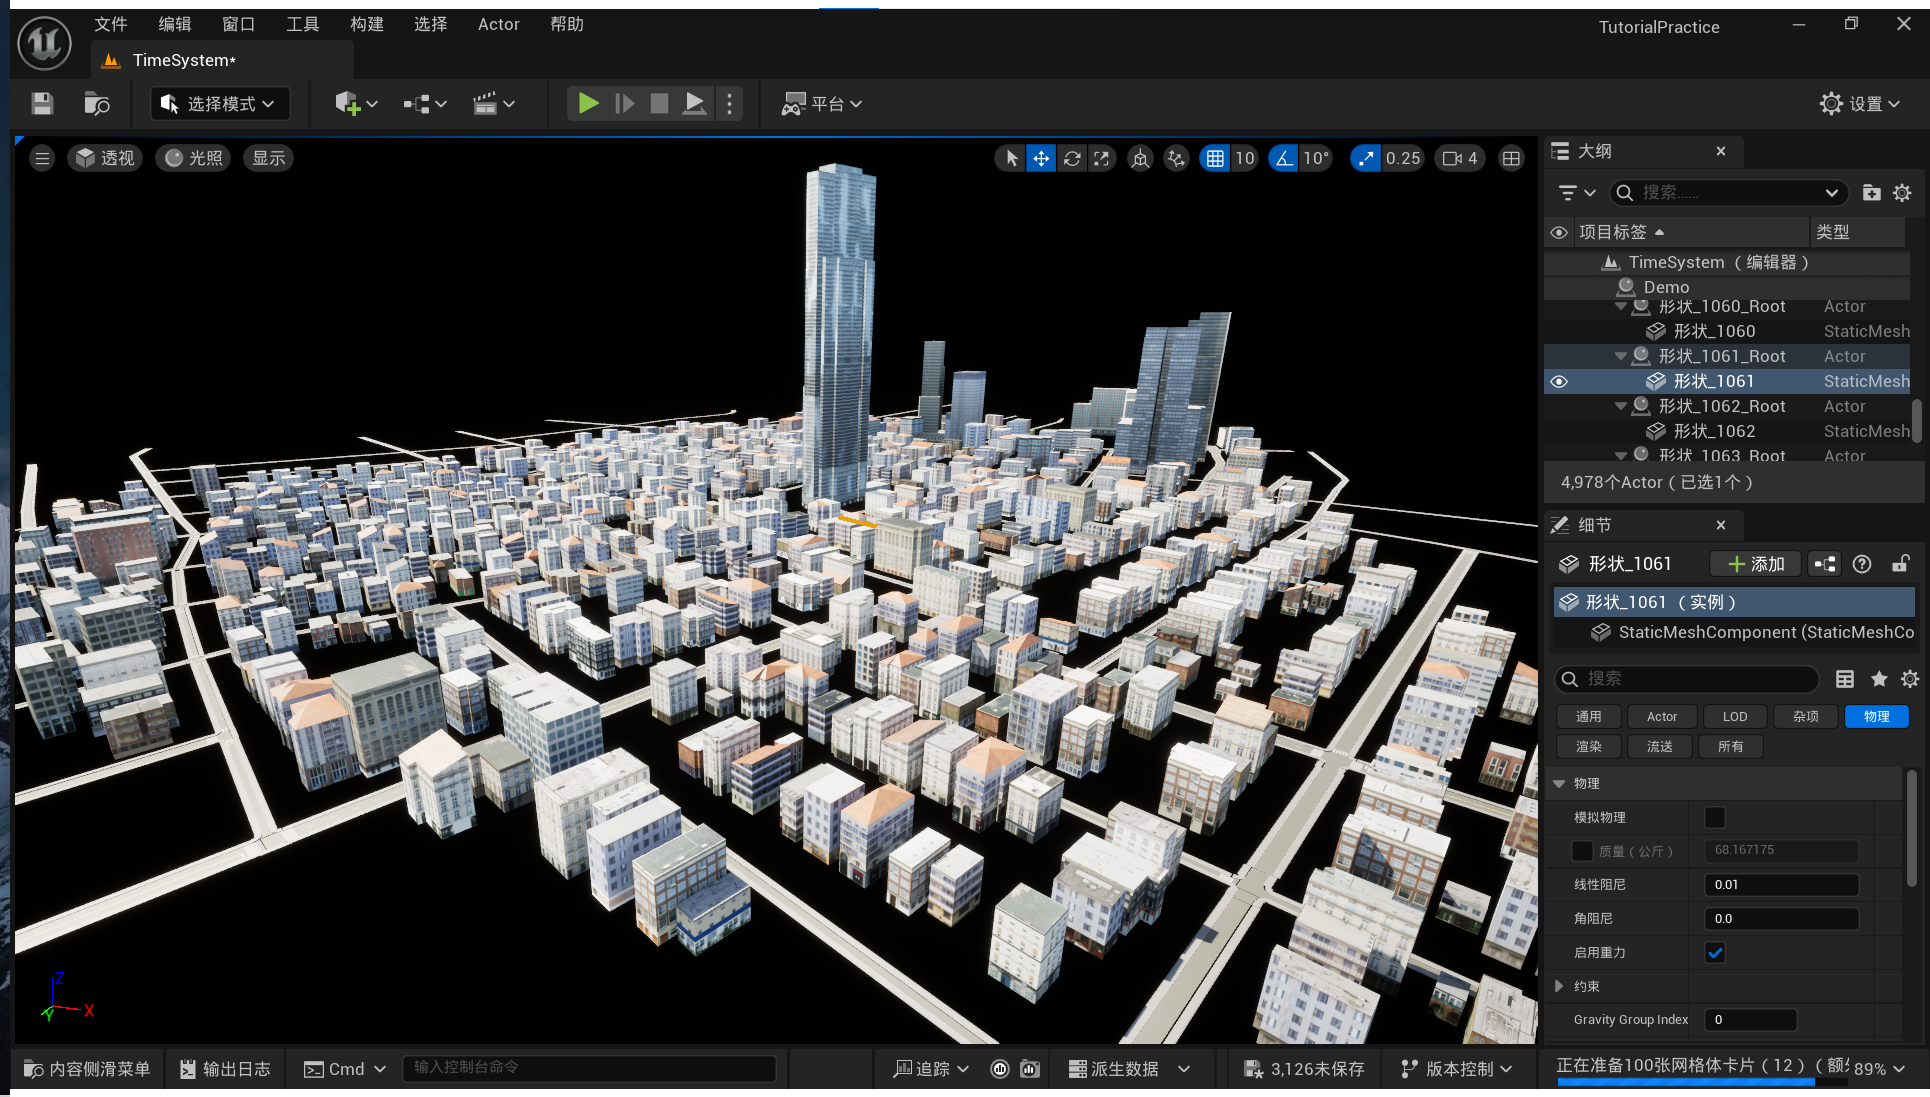 文件 编辑 窗口 工具 构建 选择 Actor 帮助
TutorialPractice
TimeSystem*
选择模式
平台
设置
透视 光照 显示
10 10° 0.25 4
大纲
搜索......
项目标签 类型
TimeSystem（编辑器）
Demo
形状_1060_Root Actor
形状_1060 StaticMesh
形状_1061_Root Actor
形状_1061 StaticMesh
形状_1062_Root Actor
形状_1062 StaticMesh
形状_1063_Root Actor
4,978个Actor（已选1个）
细节
形状_1061 添加
形状_1061（实例）
StaticMeshComponent (StaticMeshCo
搜索
通用 Actor LOD 杂项 物理
渲染 流送 所有
物理
模拟物理
质量（公斤） 68.167175
线性阻尼 0.01
角阻尼 0.0
启用重力
约束
Gravity Group Index 0
Z
X
Y
内容侧滑菜单 输出日志 Cmd 输入控制台命令 追踪 派生数据 3,126未保存 版本控制
正在准备100张网格体卡片（12）（额 89%